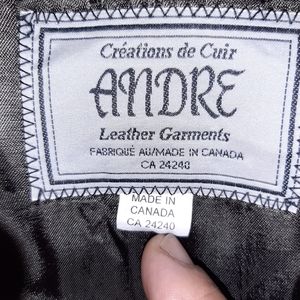 Créations de Cuir
ANDRE
Leather Garments
FABRIQUÉ AU/MADE IN CANADA
CA 24240
MADE IN
CANADA
CA 24240